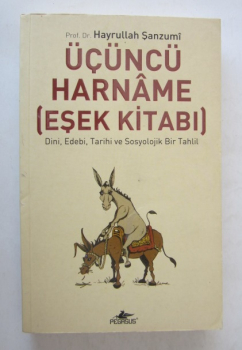 Prof. Dr. Hayrullah Şanzumî
ÜÇÜNCÜ
HARNÂME
(EŞEK KİTABI)
Dini, Edebi, Tarihi ve Sosyolojik Bir Tahlil
PEGASUS